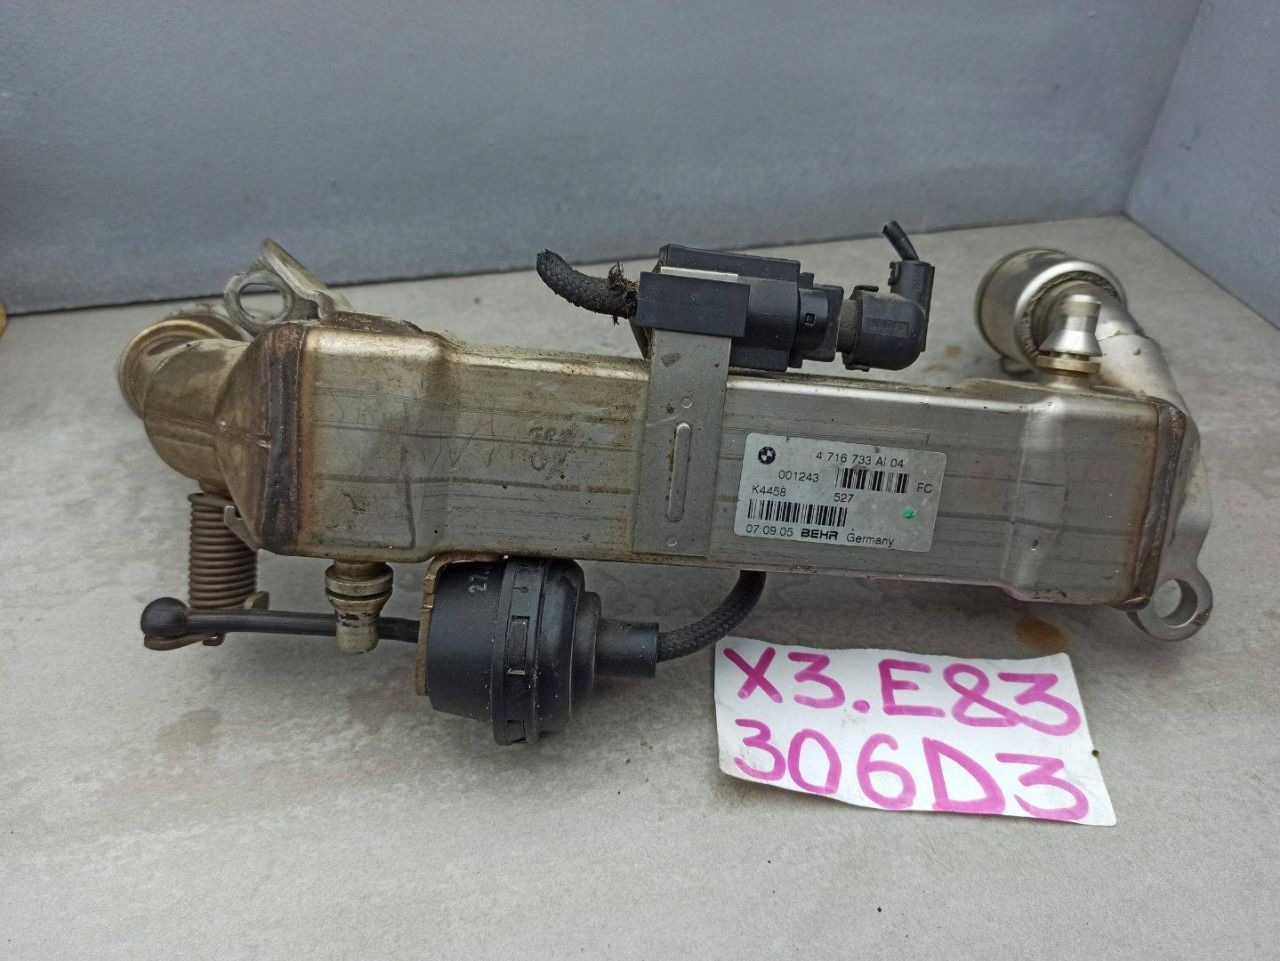 4 716 733 AI 04
001243 FC
K4458 527
07.09.05 BEHR Germany
X3.E83
306D3